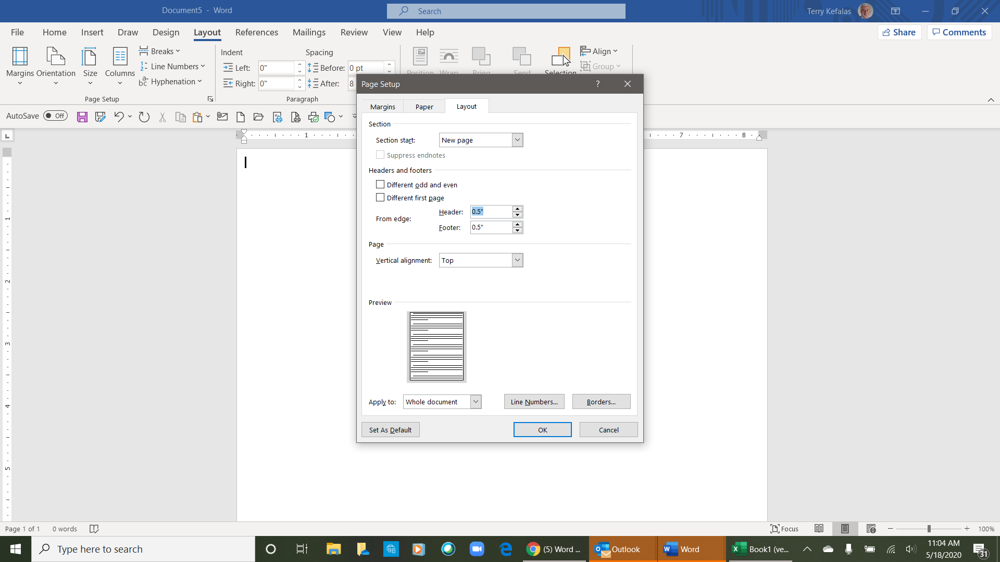 Document5 - Word
Search
Terry Kefalas
File Home Insert Draw Design Layout References Mailings Review View Help
Share Comments
Margins Orientation Size Columns
Breaks
Line Numbers
Hyphenation
Page Setup
Indent Spacing
Left: 0" Before: 0 pt
Right: 0" After: 8
Paragraph
Position Wrap Bring Send Selection
Align
Group
AutoSave Off
1 7 8
1
2
3
4
5
Page Setup ?
Margins Paper Layout
Section
Section start: New page
Suppress endnotes
Headers and footers
Different odd and even
Different first page
From edge:
Header: 0.5"
Footer: 0.5"
Page
Vertical alignment: Top
Preview
Apply to: Whole document Line Numbers... Borders...
Set As Default OK Cancel
Page 1 of 1 0 words
Focus 100%
Type here to search
(5) Word ...
Outlook
Word
Book1 (ve...
11:04 AM
5/18/2020
31